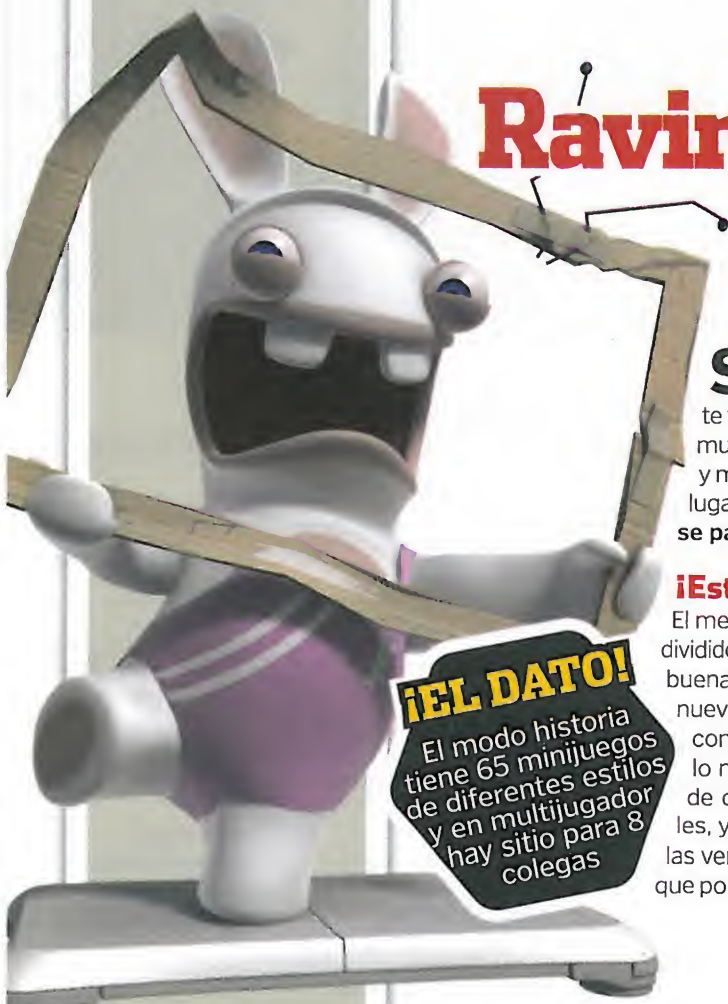 Ravin
S
te
mu
y m
luga
se pa
¡Est
El me
dividido
buena
nuev
con
lo n
de c
les, y
las ver
que po
¡EL DATO!
El modo historia
tiene 65 minijuegos
de diferentes estilos
y en multijugador
hay sitio para 8
colegas